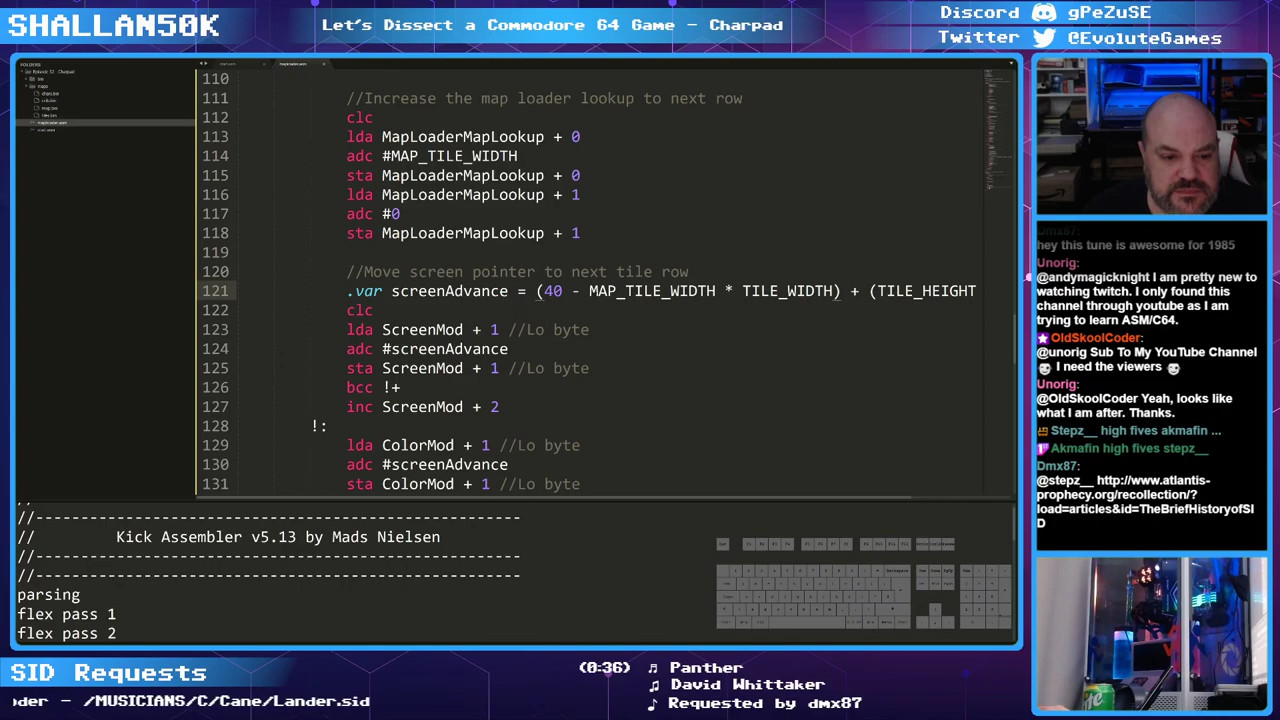 SHALLAN50K
Let's Dissect a Commodore 64 Game - Charpad
Discord gPeZuSE
Twitter @EvoluteGames
FOLDERS
110
111 //Increase the map loader lookup to next row
112 clc
113 lda MapLoaderMapLookup + 0
114 adc #MAP_TILE_WIDTH
115 sta MapLoaderMapLookup + 0
116 lda MapLoaderMapLookup + 1
117 adc #0
118 sta MapLoaderMapLookup + 1
119
120 //Move screen pointer to next tile row
121 .var screenAdvance = (40 - MAP_TILE_WIDTH * TILE_WIDTH) + (TILE_HEIGHT
122 clc
123 lda ScreenMod + 1 //Lo byte
124 adc #screenAdvance
125 sta ScreenMod + 1 //Lo byte
126 bcc !+
127 inc ScreenMod + 2
128 !:
129 lda ColorMod + 1 //Lo byte
130 adc #screenAdvance
131 sta ColorMod + 1 //Lo byte
//------------------------------------------------------
// Kick Assembler v5.13 by Mads Nielsen
//------------------------------------------------------
//------------------------------------------------------
parsing
flex pass 1
flex pass 2
Dmx87:
hey this tune is awesome for 1985
Unorig:
@andymagicknight I am pretty new to
watching twitch. I only found this
channel through youtube as I am
trying to learn ASM/C64.
OldSkoolCoder:
@unorig Sub To My YouTube Channel
I need the viewers
Unorig:
@OldSkoolCoder Yeah, looks like
what I am after. Thanks.
Stepz__ high fives akmafin ...
Akmafin high fives stepz__
Dmx87:
@stepz__ http://www.atlantis-
prophecy.org/recollection/?
load=articles&id=TheBriefHistoryofSI
D
SID Requests
oder - /MUSICIANS/C/Cane/Lander.sid
(0:36) Panther
David Whittaker
Requested by dmx87